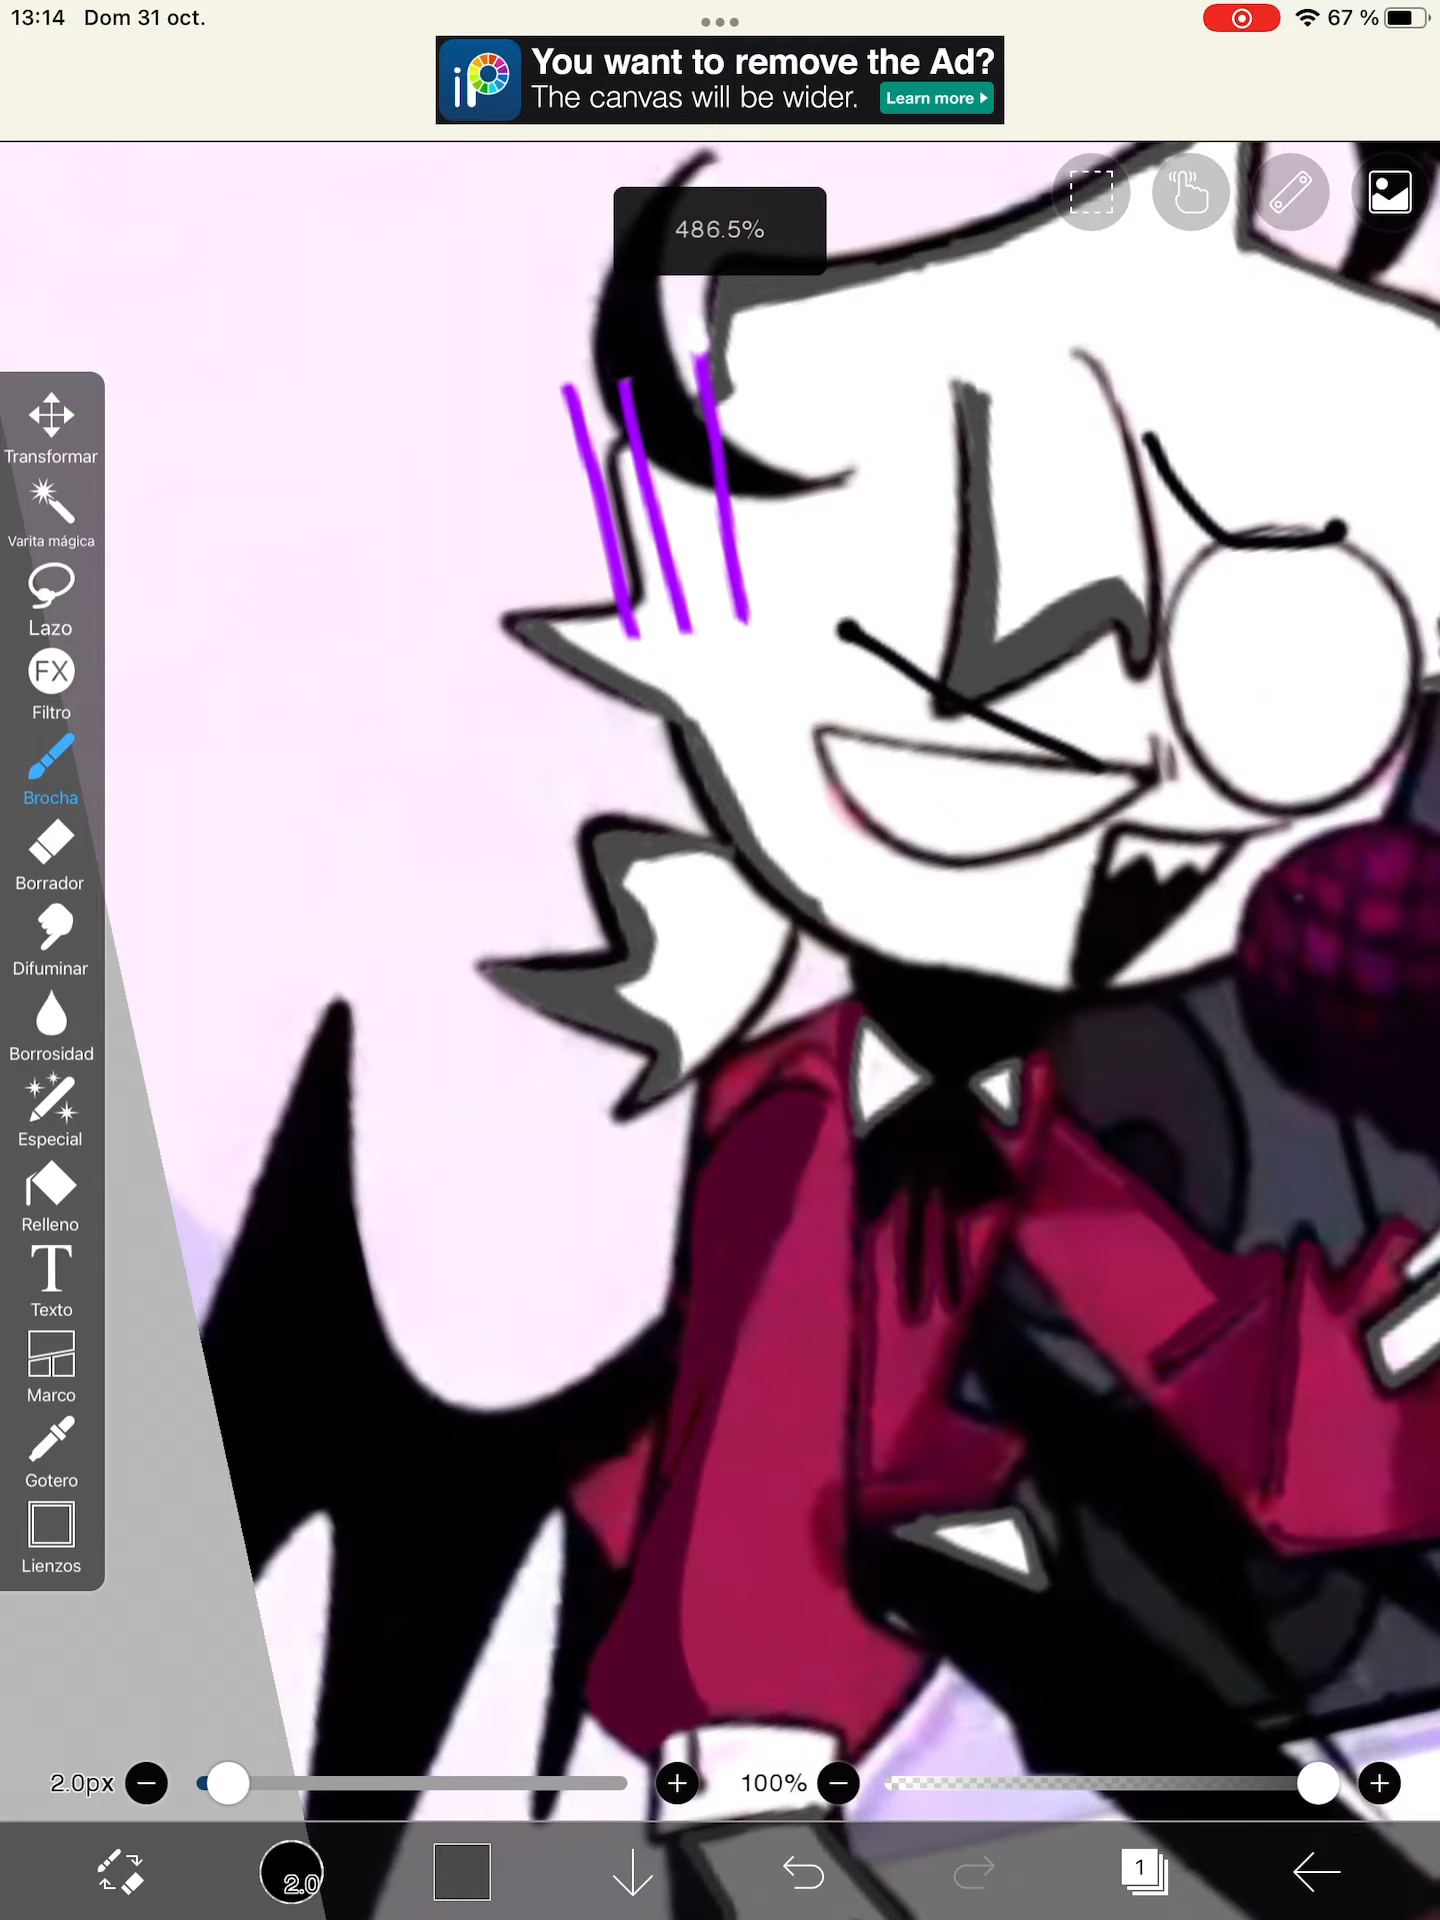 13:14 Dom 31 oct.
67 %
iP
You want to remove the Ad?
The canvas will be wider.
Learn more
486.5%
Transformar
Varita mágica
Lazo
FX
Filtro
Brocha
Borrador
Difuminar
Borrosidad
Especial
Relleno
T
Texto
Marco
Gotero
Lienzos
2.0px
100%
2.0
1